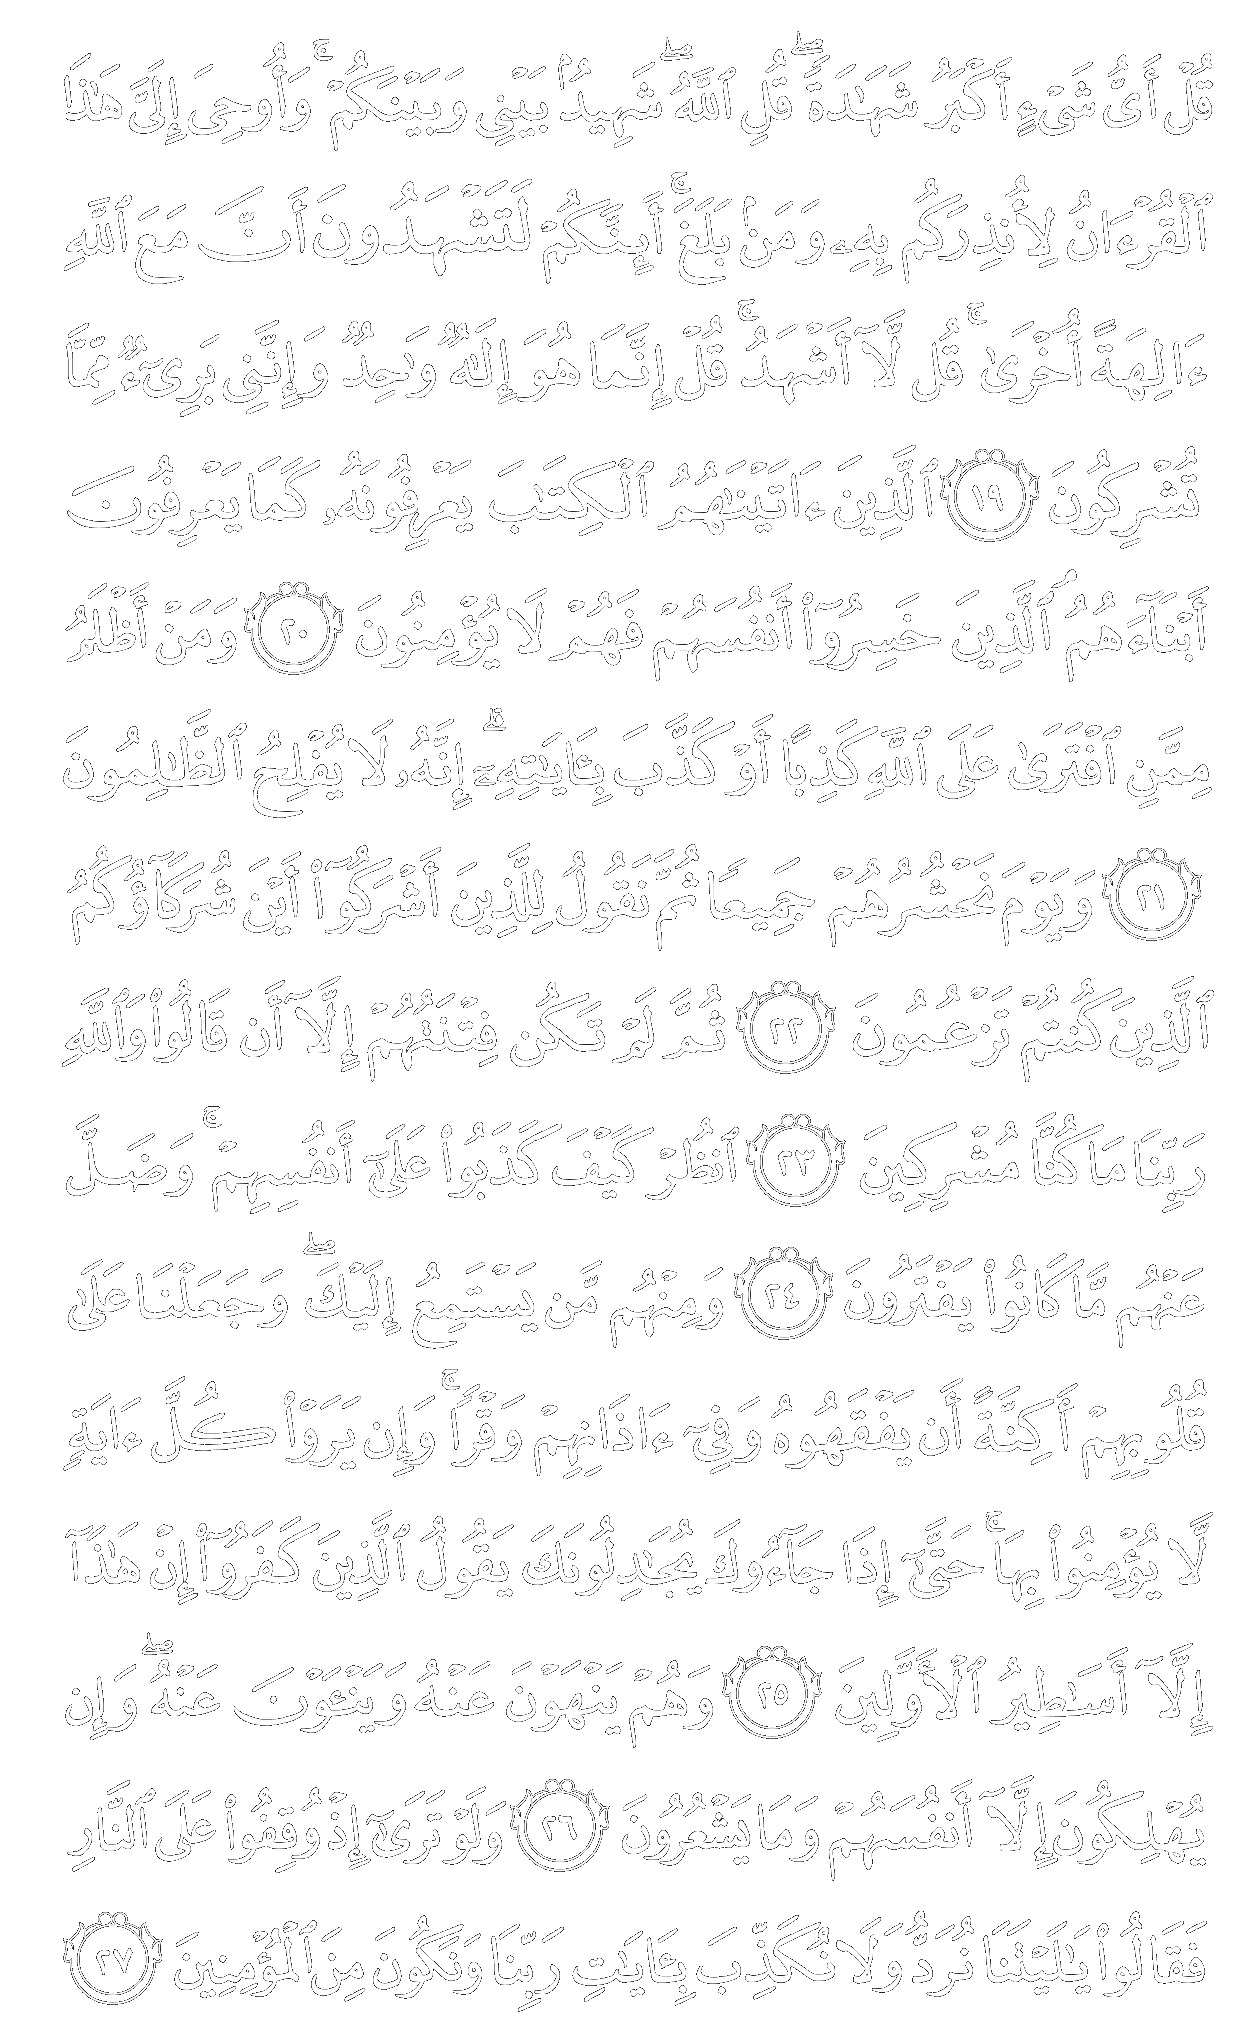 قُلْ أَىُّ شَىْءٍ أَكْبَرُ شَهَـٰدَةًۖ قُلِ ٱللَّهُۖ شَهِيدُۢ بَيْنِى وَبَيْنَكُمْۚ وَأُوحِىَ إِلَىَّ هَـٰذَا
ٱلْقُرْءَانُ لِأُنذِرَكُم بِهِۦ وَمَنۢ بَلَغَۚ أَئِنَّكُمْ لَتَشْهَدُونَ أَنَّ مَعَ ٱللَّهِ
ءَالِهَةً أُخْرَىٰۚ قُل لَّآ أَشْهَدُۚ قُلْ إِنَّمَا هُوَ إِلَـٰهٌ وَٰحِدٌ وَإِنَّنِى بَرِىٓءٌ مِّمَّا
تُشْرِكُونَ ١٩ ٱلَّذِينَ ءَاتَيْنَـٰهُمُ ٱلْكِتَـٰبَ يَعْرِفُونَهُۥ كَمَا يَعْرِفُونَ
أَبْنَآءَهُمُ ٱلَّذِينَ خَسِرُوٓا۟ أَنفُسَهُمْ فَهُمْ لَا يُؤْمِنُونَ ٢٠ وَمَنْ أَظْلَمُ
مِمَّنِ ٱفْتَرَىٰ عَلَى ٱللَّهِ كَذِبًا أَوْ كَذَّبَ بِـَٔايَـٰتِهِۦٓۗ إِنَّهُۥ لَا يُفْلِحُ ٱلظَّـٰلِمُونَ
٢١ وَيَوْمَ نَحْشُرُهُمْ جَمِيعًا ثُمَّ نَقُولُ لِلَّذِينَ أَشْرَكُوٓا۟ أَيْنَ شُرَكَآؤُكُمُ
ٱلَّذِينَ كُنتُمْ تَزْعُمُونَ ٢٢ ثُمَّ لَمْ تَكُن فِتْنَتُهُمْ إِلَّآ أَن قَالُوا۟ وَٱللَّهِ
رَبِّنَا مَا كُنَّا مُشْرِكِينَ ٢٣ ٱنظُرْ كَيْفَ كَذَبُوا۟ عَلَىٰٓ أَنفُسِهِمْۚ وَضَلَّ
عَنْهُم مَّا كَانُوا۟ يَفْتَرُونَ ٢٤ وَمِنْهُم مَّن يَسْتَمِعُ إِلَيْكَۖ وَجَعَلْنَا عَلَىٰ
قُلُوبِهِمْ أَكِنَّةً أَن يَفْقَهُوهُ وَفِىٓ ءَاذَانِهِمْ وَقْرًاۚ وَإِن يَرَوْا۟ كُلَّ ءَايَةٍ
لَّا يُؤْمِنُوا۟ بِهَاۚ حَتَّىٰٓ إِذَا جَآءُوكَ يُجَـٰدِلُونَكَ يَقُولُ ٱلَّذِينَ كَفَرُوٓا۟ إِنْ هَـٰذَآ
إِلَّآ أَسَـٰطِيرُ ٱلْأَوَّلِينَ ٢٥ وَهُمْ يَنْهَوْنَ عَنْهُ وَيَنْـَٔوْنَ عَنْهُۖ وَإِن
يُهْلِكُونَ إِلَّآ أَنفُسَهُمْ وَمَا يَشْعُرُونَ ٢٦ وَلَوْ تَرَىٰٓ إِذْ وُقِفُوا۟ عَلَى ٱلنَّارِ
فَقَالُوا۟ يَـٰلَيْتَنَا نُرَدُّ وَلَا نُكَذِّبَ بِـَٔايَـٰتِ رَبِّنَا وَنَكُونَ مِنَ ٱلْمُؤْمِنِينَ ٢٧